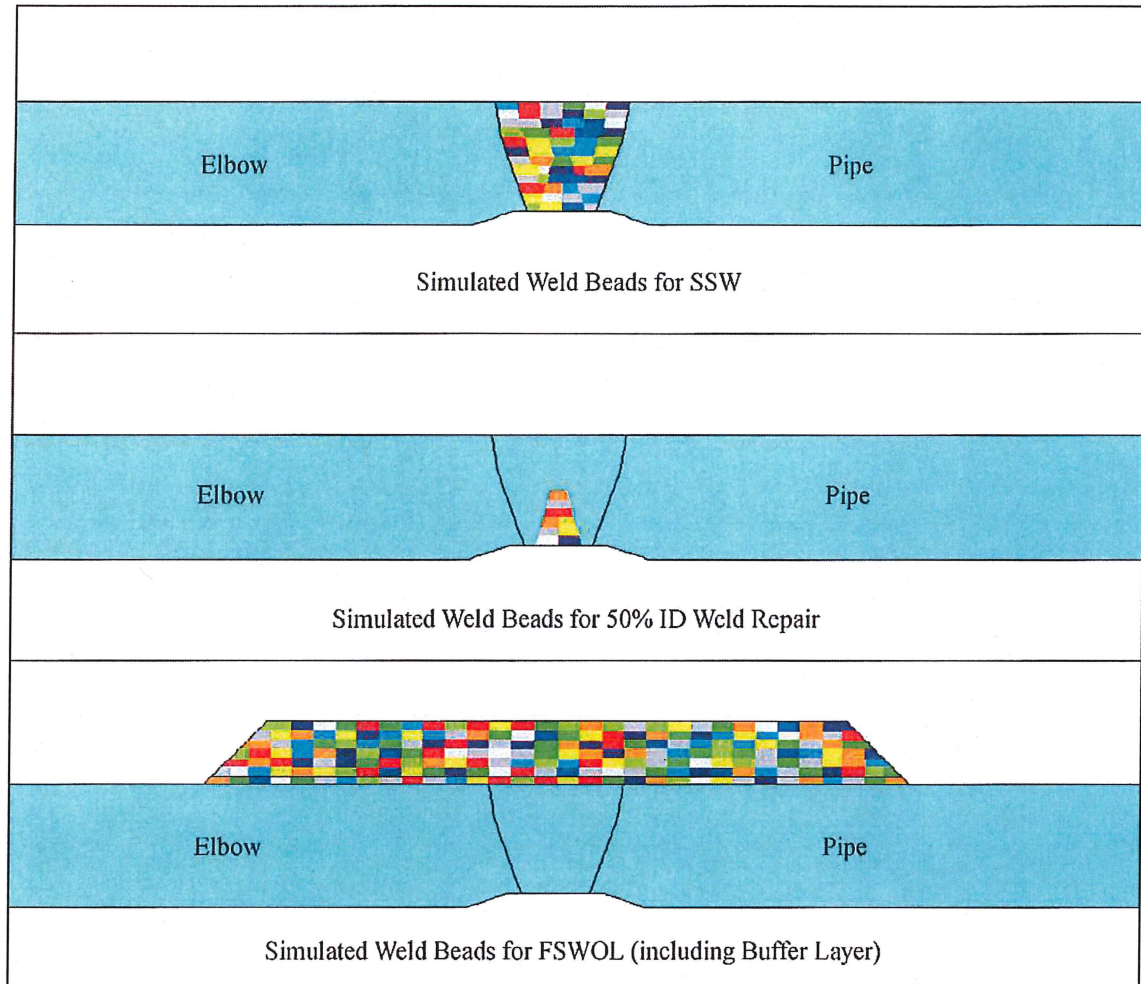 Elbow
Pipe
Simulated Weld Beads for SSW
Elbow
Pipe
Simulated Weld Beads for 50% ID Weld Repair
Elbow
Pipe
Simulated Weld Beads for FSWOL (including Buffer Layer)